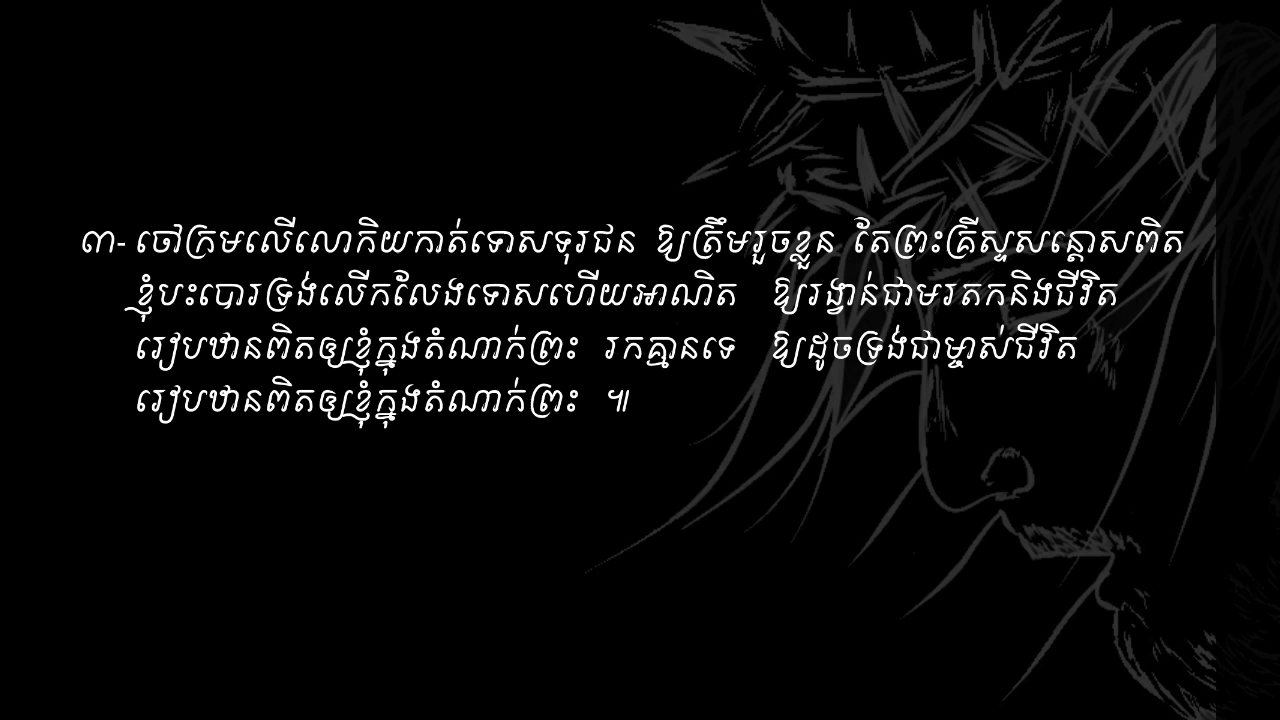 ៣- ចៅក្រមលើលោកិយកាត់ទោសទុរជន ឱ្យត្រឹមរួចខ្លួន តែព្រះគ្រីស្ទសន្តោសពិត
ខ្ញុំបះបោរទ្រង់លើកលែងទោសហើយអាណិត ឱ្យរង្វាន់ជាមរតកនិងជីវិត
រៀបឋានពិតឲ្យខ្ញុំក្នុងតំណាក់ព្រះ រកគ្មានទេ ឱ្យដូចទ្រង់ជាម្ចាស់ជីវិត
រៀបឋានពិតឲ្យខ្ញុំក្នុងតំណាក់ព្រះ ៕